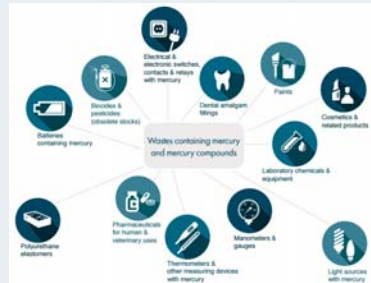 Electrical &
electronic switches,
contacts & relays
with mercury
Biocides &
pesticides
(obsolete stocks)
Dental amalgam
fillings
Paints
Batteries
containing mercury
Cosmetics &
related products
Wastes containing mercury
and mercury compounds
Laboratory chemicals &
equipment
Polyurethane
elastomers
Pharmaceuticals
for human &
veterinary uses
Thermometers &
other measuring devices
with mercury
Manometers &
gauges
Light sources
with mercury